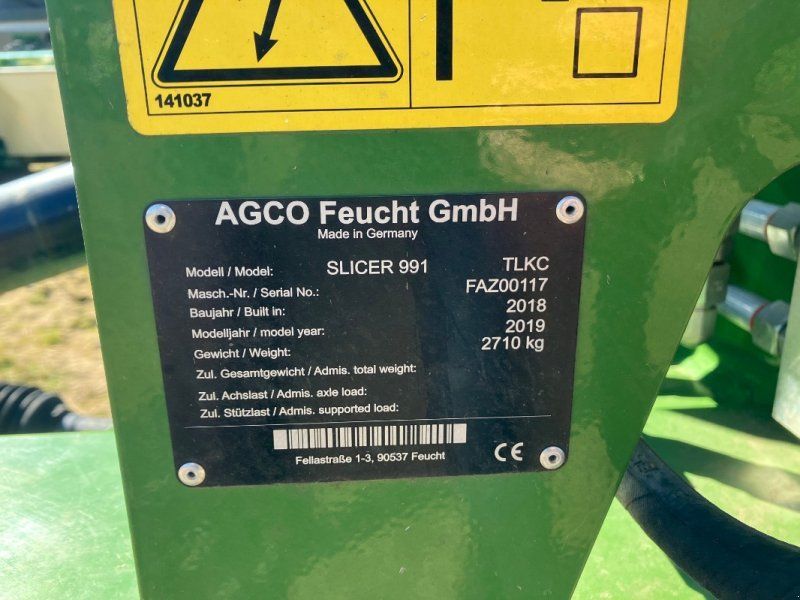 141037
AGCO Feucht GmbH
Made in Germany
Modell / Model: SLICER 991 TLKC
Masch.-Nr. / Serial No.: FAZ00117
Baujahr / Built in: 2018
Modelljahr / model year: 2019
Gewicht / Weight: 2710 kg
Zul. Gesamtgewicht / Admis. total weight:
Zul. Achslast / Admis. axle load:
Zul. Stützlast / Admis. supported load:
Fellastraße 1-3, 90537 Feucht
CE